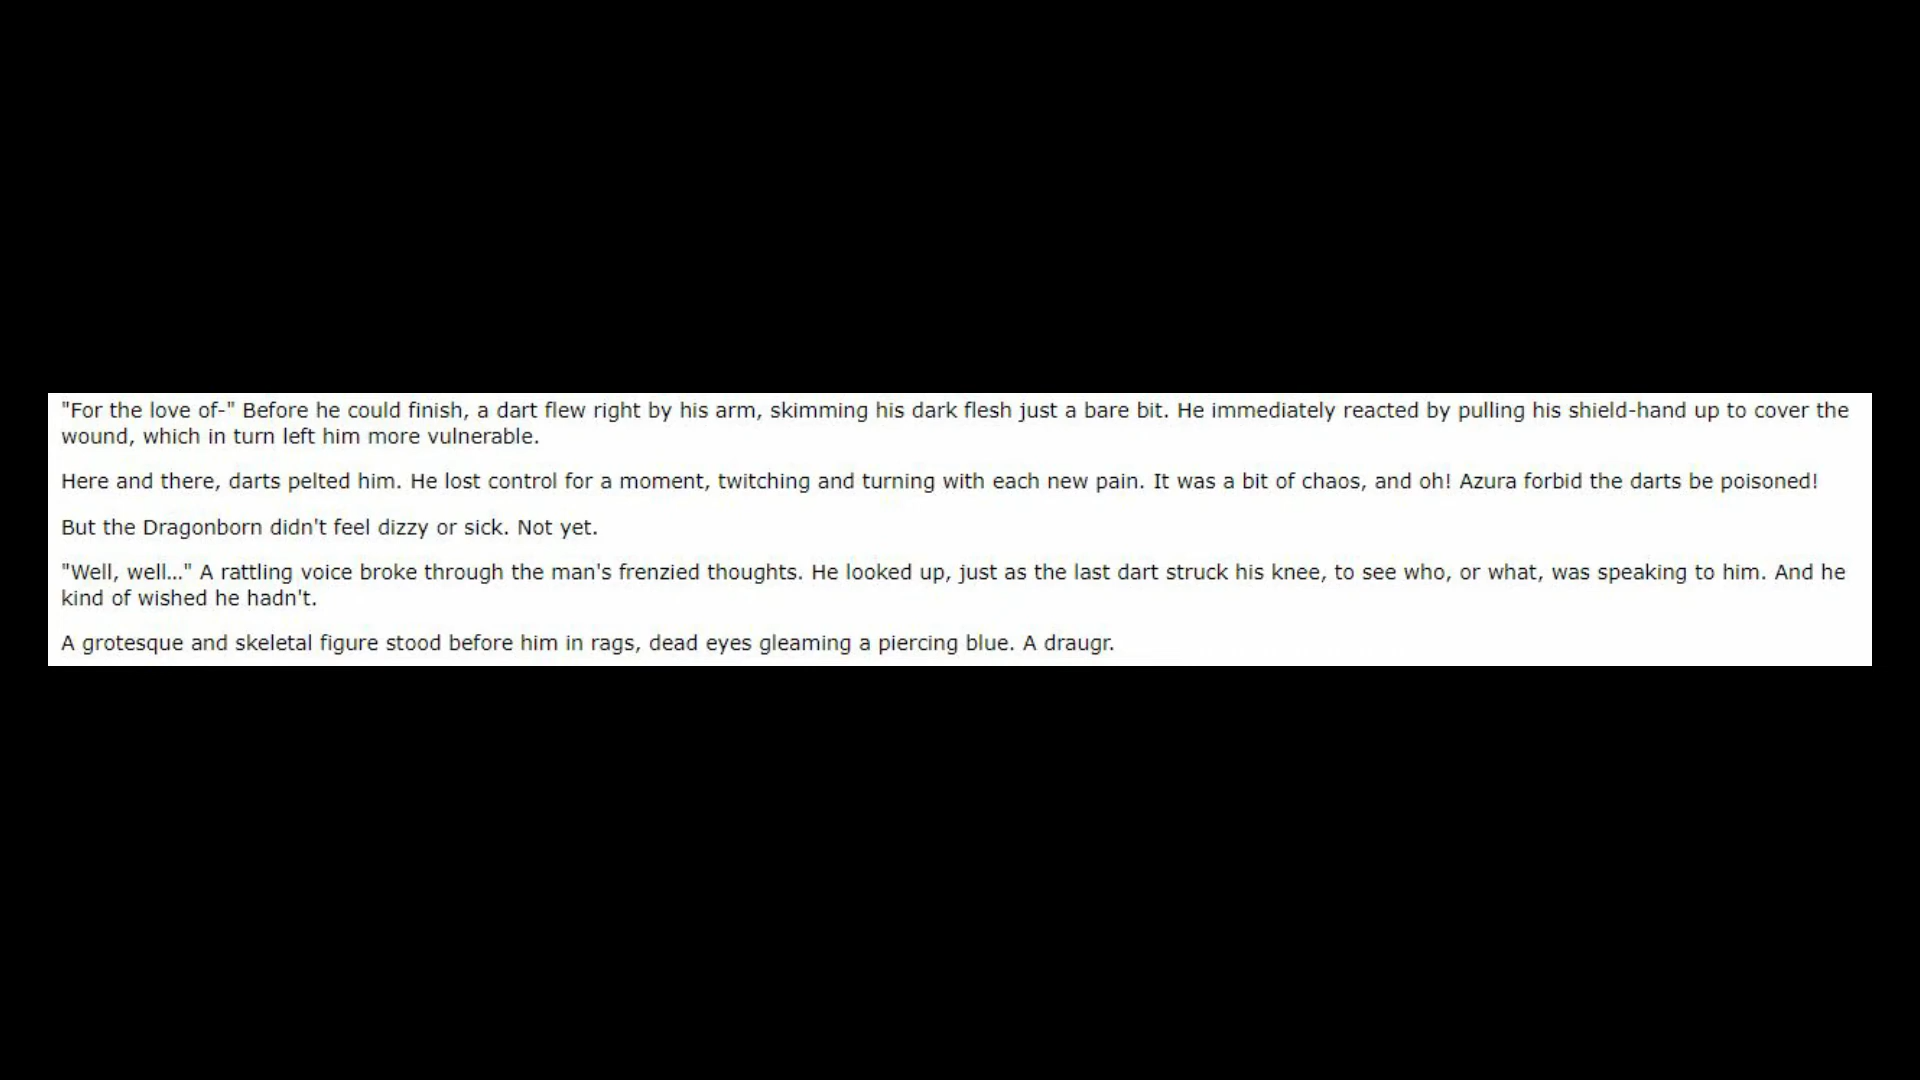 "For the love of-" Before he could finish, a dart flew right by his arm, skimming his dark flesh just a bare bit. He immediately reacted by pulling his shield-hand up to cover the
wound, which in turn left him more vulnerable.
Here and there, darts pelted him. He lost control for a moment, twitching and turning with each new pain. It was a bit of chaos, and oh! Azura forbid the darts be poisoned!
But the Dragonborn didn't feel dizzy or sick. Not yet.
"Well, well..." A rattling voice broke through the man's frenzied thoughts. He looked up, just as the last dart struck his knee, to see who, or what, was speaking to him. And he
kind of wished he hadn't.
A grotesque and skeletal figure stood before him in rags, dead eyes gleaming a piercing blue. A draugr.